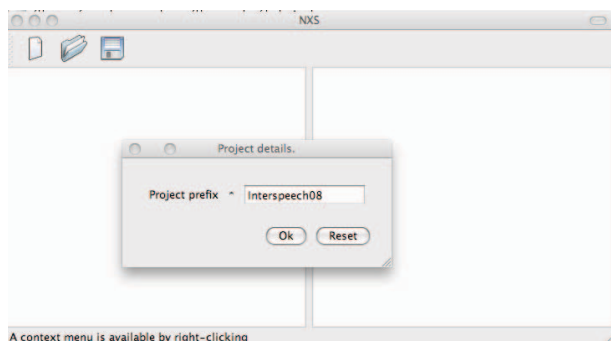 NXS
Project details.
Project prefix * Interspeech08
Ok Reset
A context menu is available by right-clicking